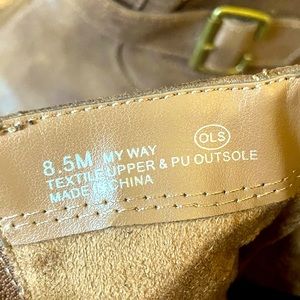 8.5M MY WAY OLS
TEXTILE UPPER & PU OUTSOLE
MADE IN CHINA